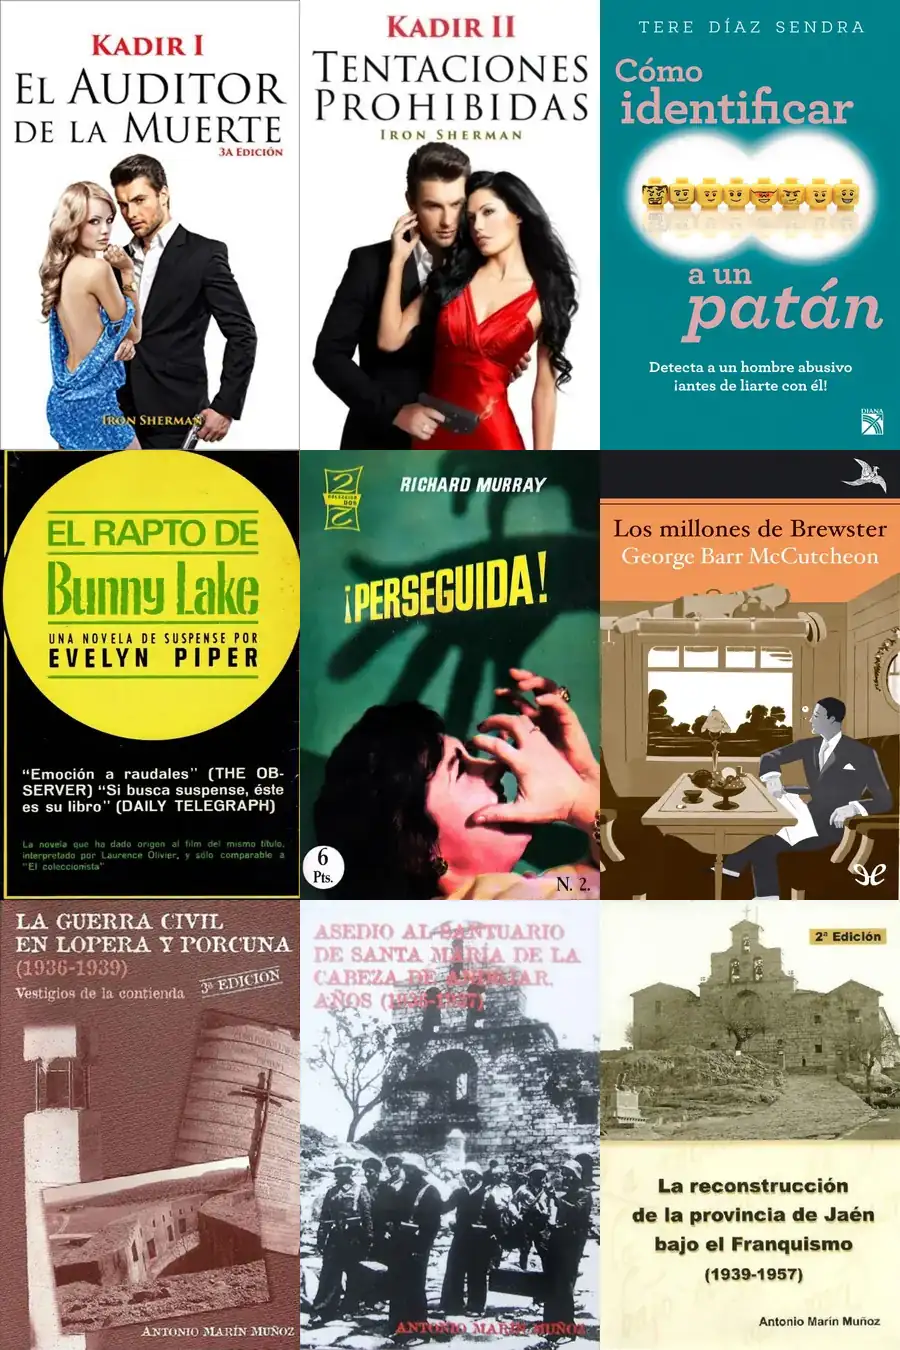 KADIR I
EL AUDITOR
DE LA MUERTE
3A EDICIÓN
IRON SHERMAN
KADIR II
TENTACIONES
PROHIBIDAS
IRON SHERMAN
TERE DÍAZ SENDRA
Cómo
identificar
a un
patán
Detecta a un hombre abusivo
¡antes de liarte con él!
DIANA
EL RAPTO DE
Bunny Lake
UNA NOVELA DE SUSPENSE POR
EVELYN PIPER
"Emoción a raudales" (THE OB-
SERVER) "Si busca suspense, éste
es su libro" (DAILY TELEGRAPH)
La novela que ha dado origen al film del mismo título,
interpretado por Laurence Olivier, y sólo comparable a
"El coleccionista"
2
SELECCION
DOS
2
RICHARD MURRAY
¡PERSEGUIDA!
6
Pts.
N. 2.
Los millones de Brewster
George Barr McCutcheon
LA GUERRA CIVIL
EN LOPERA Y PORCUNA
(1936-1939)
Vestigios de la contienda
3ª EDICION
ANTONIO MARÍN MUÑOZ
ASEDIO AL SANTUARIO
DE SANTA MARÍA DE LA
CABEZA DE ANDÚJAR.
AÑOS (1936-1937)
ANTONIO MARÍN MUÑOZ
2ª Edición
La reconstrucción
de la provincia de Jaén
bajo el Franquismo
(1939-1957)
Antonio Marín Muñoz